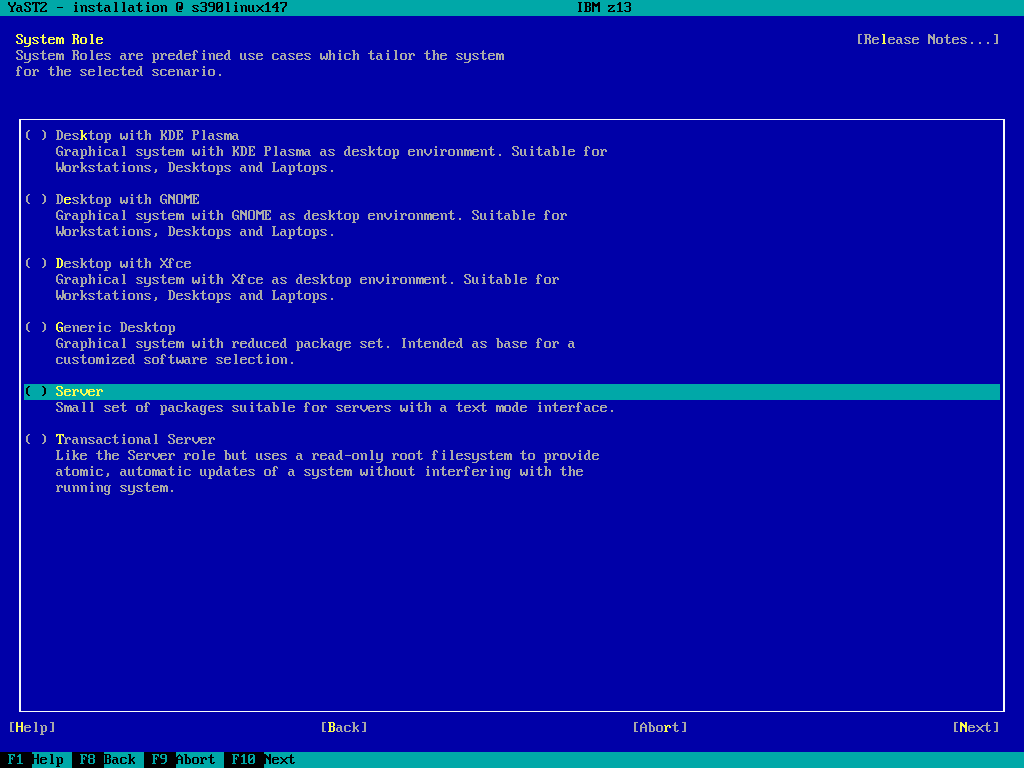 YaST2 - installation @ s390linux147 IBM z13
System Role [Release Notes...]
System Roles are predefined use cases which tailor the system
for the selected scenario.
( ) Desktop with KDE Plasma
Graphical system with KDE Plasma as desktop environment. Suitable for
Workstations, Desktops and Laptops.
( ) Desktop with GNOME
Graphical system with GNOME as desktop environment. Suitable for
Workstations, Desktops and Laptops.
( ) Desktop with Xfce
Graphical system with Xfce as desktop environment. Suitable for
Workstations, Desktops and Laptops.
( ) Generic Desktop
Graphical system with reduced package set. Intended as base for a
customized software selection.
( ) Server
Small set of packages suitable for servers with a text mode interface.
( ) Transactional Server
Like the Server role but uses a read-only root filesystem to provide
atomic, automatic updates of a system without interfering with the
running system.
[Help] [Back] [Abort] [Next]
F1 Help F8 Back F9 Abort F10 Next